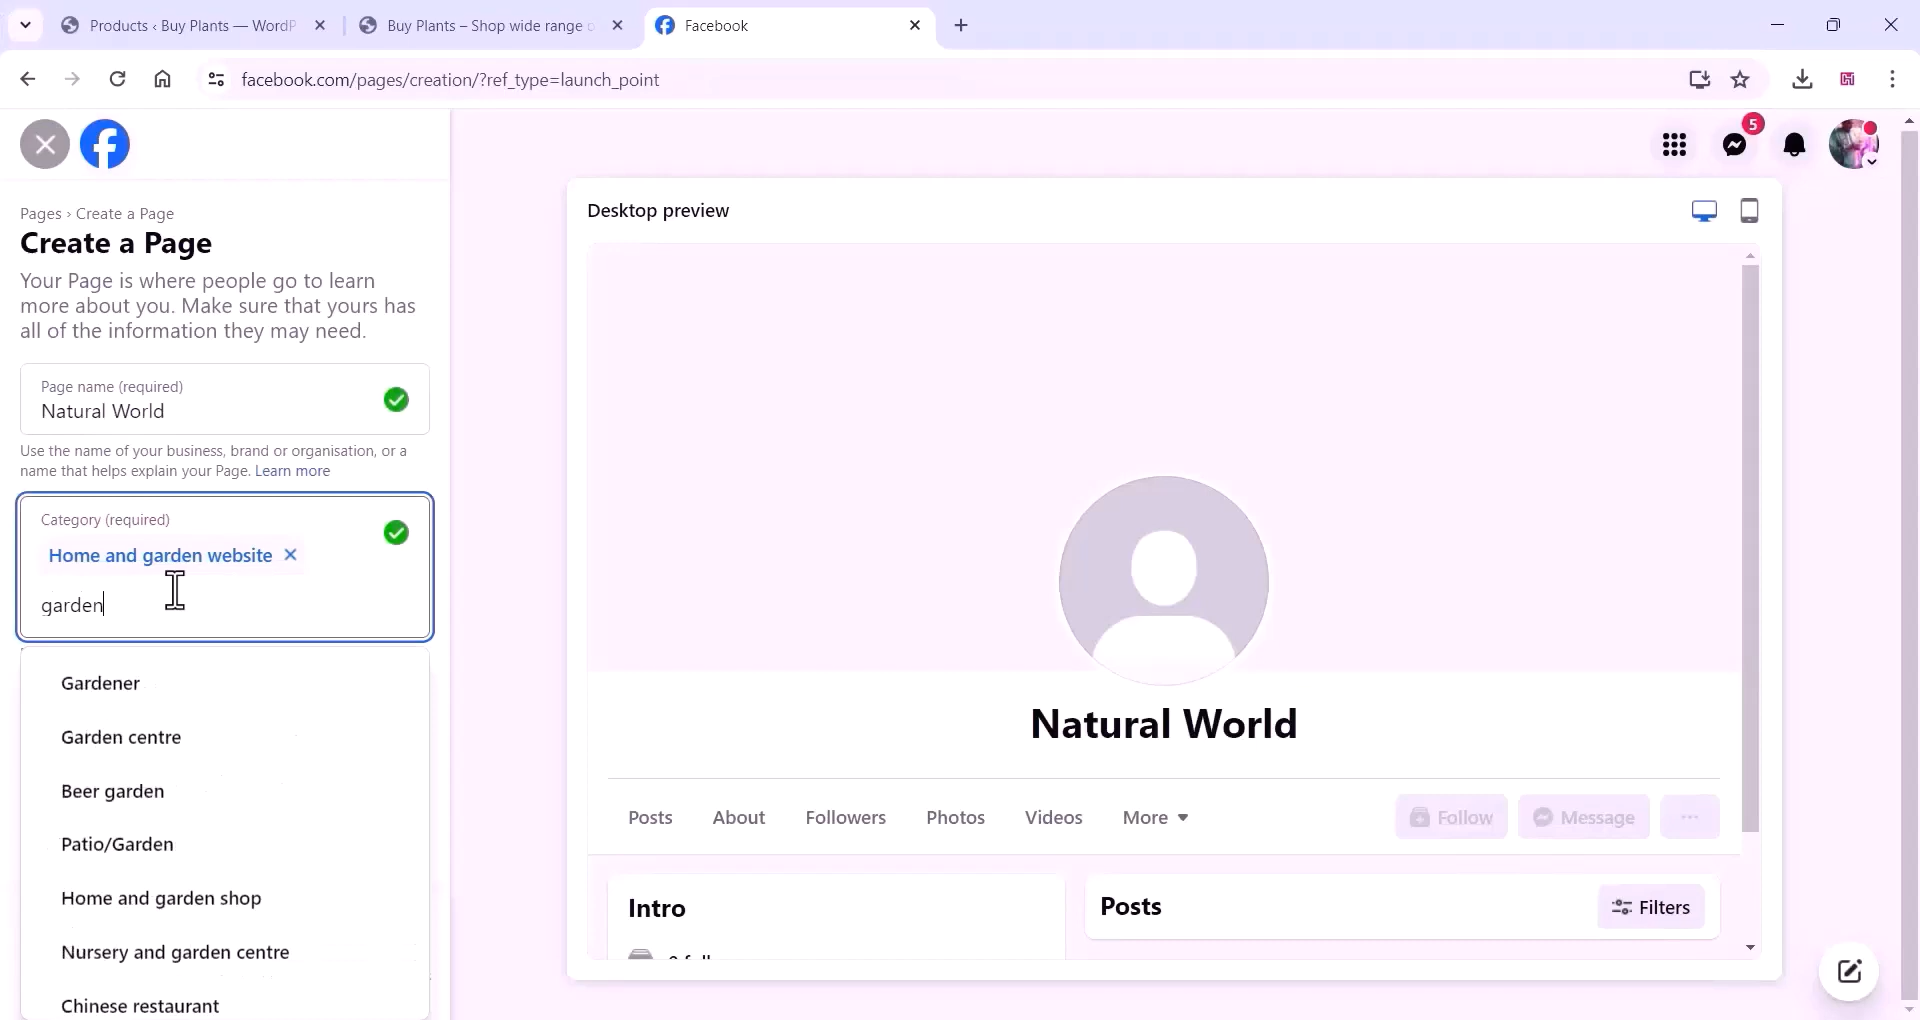 Products ‹ Buy Plants — WordP
Buy Plants – Shop wide range o
Facebook
facebook.com/pages/creation/?ref_type=launch_point
5
Pages › Create a Page
Create a Page
Your Page is where people go to learn
more about you. Make sure that yours has
all of the information they may need.
Page name (required)
Natural World
Use the name of your business, brand or organisation, or a
name that helps explain your Page. Learn more
Category (required)
Home and garden website
garden
Gardener
Garden centre
Beer garden
Patio/Garden
Home and garden shop
Nursery and garden centre
Chinese restaurant
Desktop preview
Natural World
Posts About Followers Photos Videos More
Follow Message
Intro
Posts
Filters